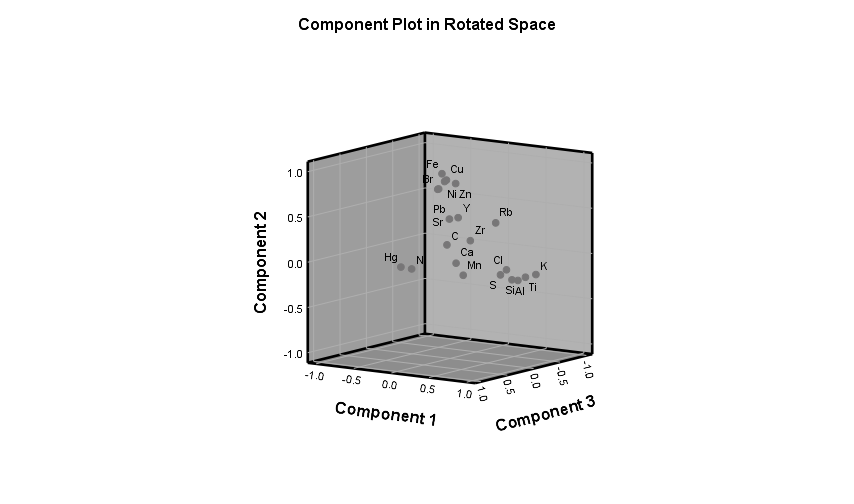 Component Plot in Rotated Space
Component 2
1.0
0.5
0.0
-0.5
-1.0
Fe
Cu
Br
Ni Zn
Pb
Y
Sr
Rb
Zr
C
Ca
Hg
N
Mn
Cl
K
S
Si
Al
Ti
-1.0
-0.5
0.0
0.5
1.0
Component 1
1.0
0.5
0.0
-0.5
-1.0
Component 3